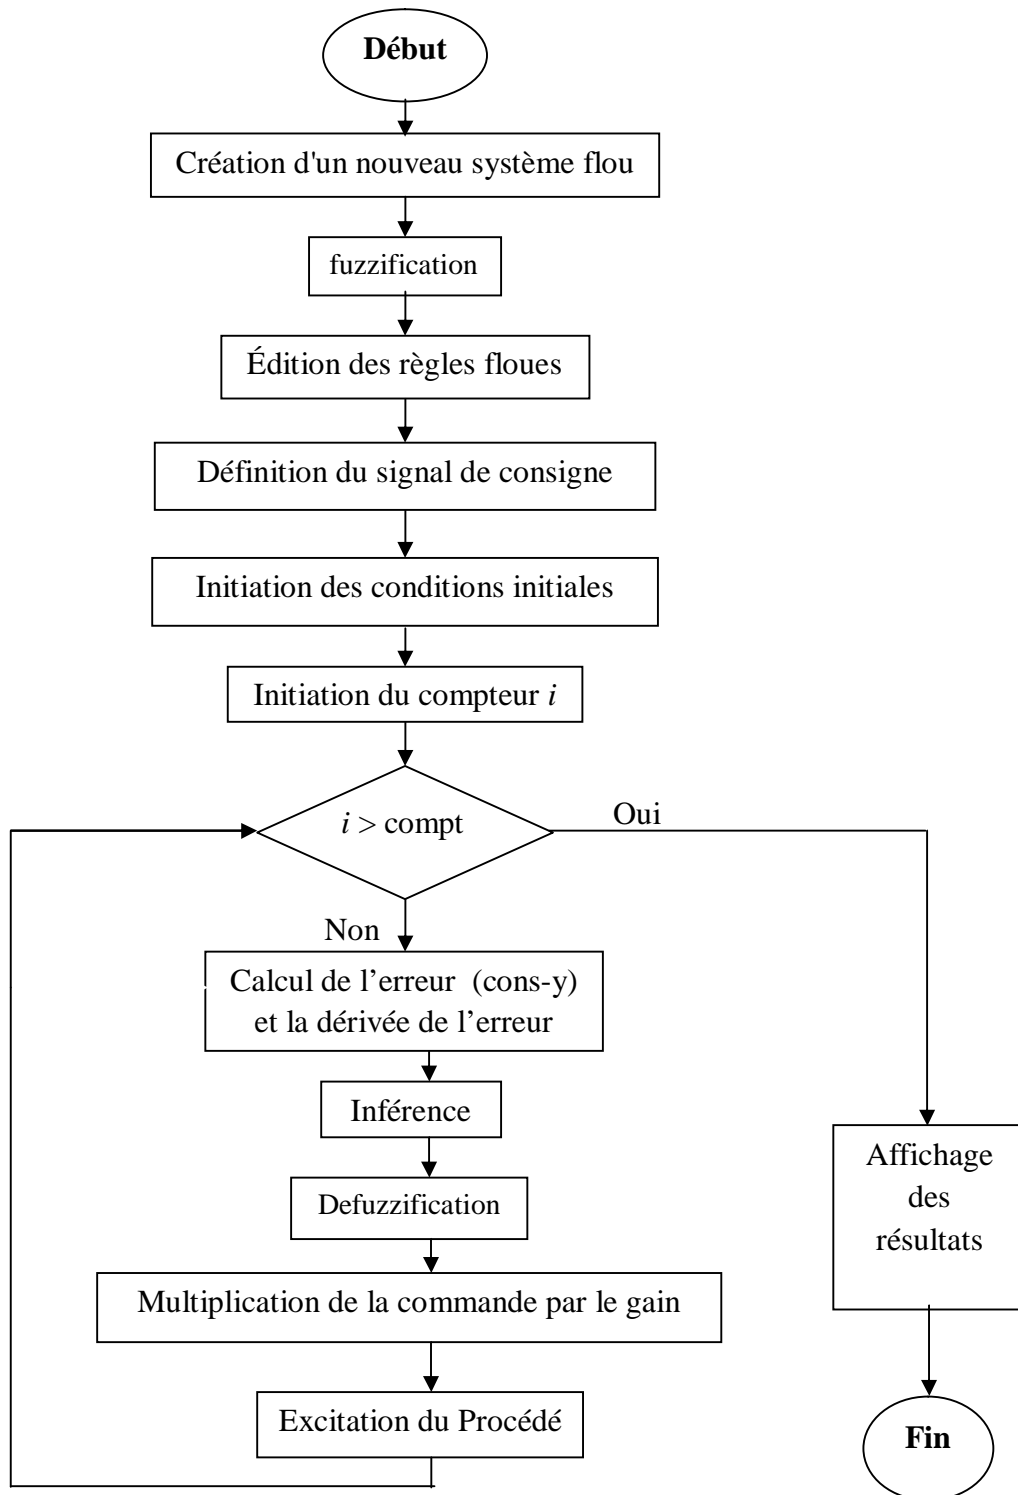 Début
Création d'un nouveau système flou
fuzzification
Édition des règles floues
Définition du signal de consigne
Initiation des conditions initiales
Initiation du compteur i
i > compt
Oui
Non
Calcul de l’erreur (cons-y)
et la dérivée de l’erreur
Inférence
Defuzzification
Multiplication de la commande par le gain
Excitation du Procédé
Affichage
des
résultats
Fin